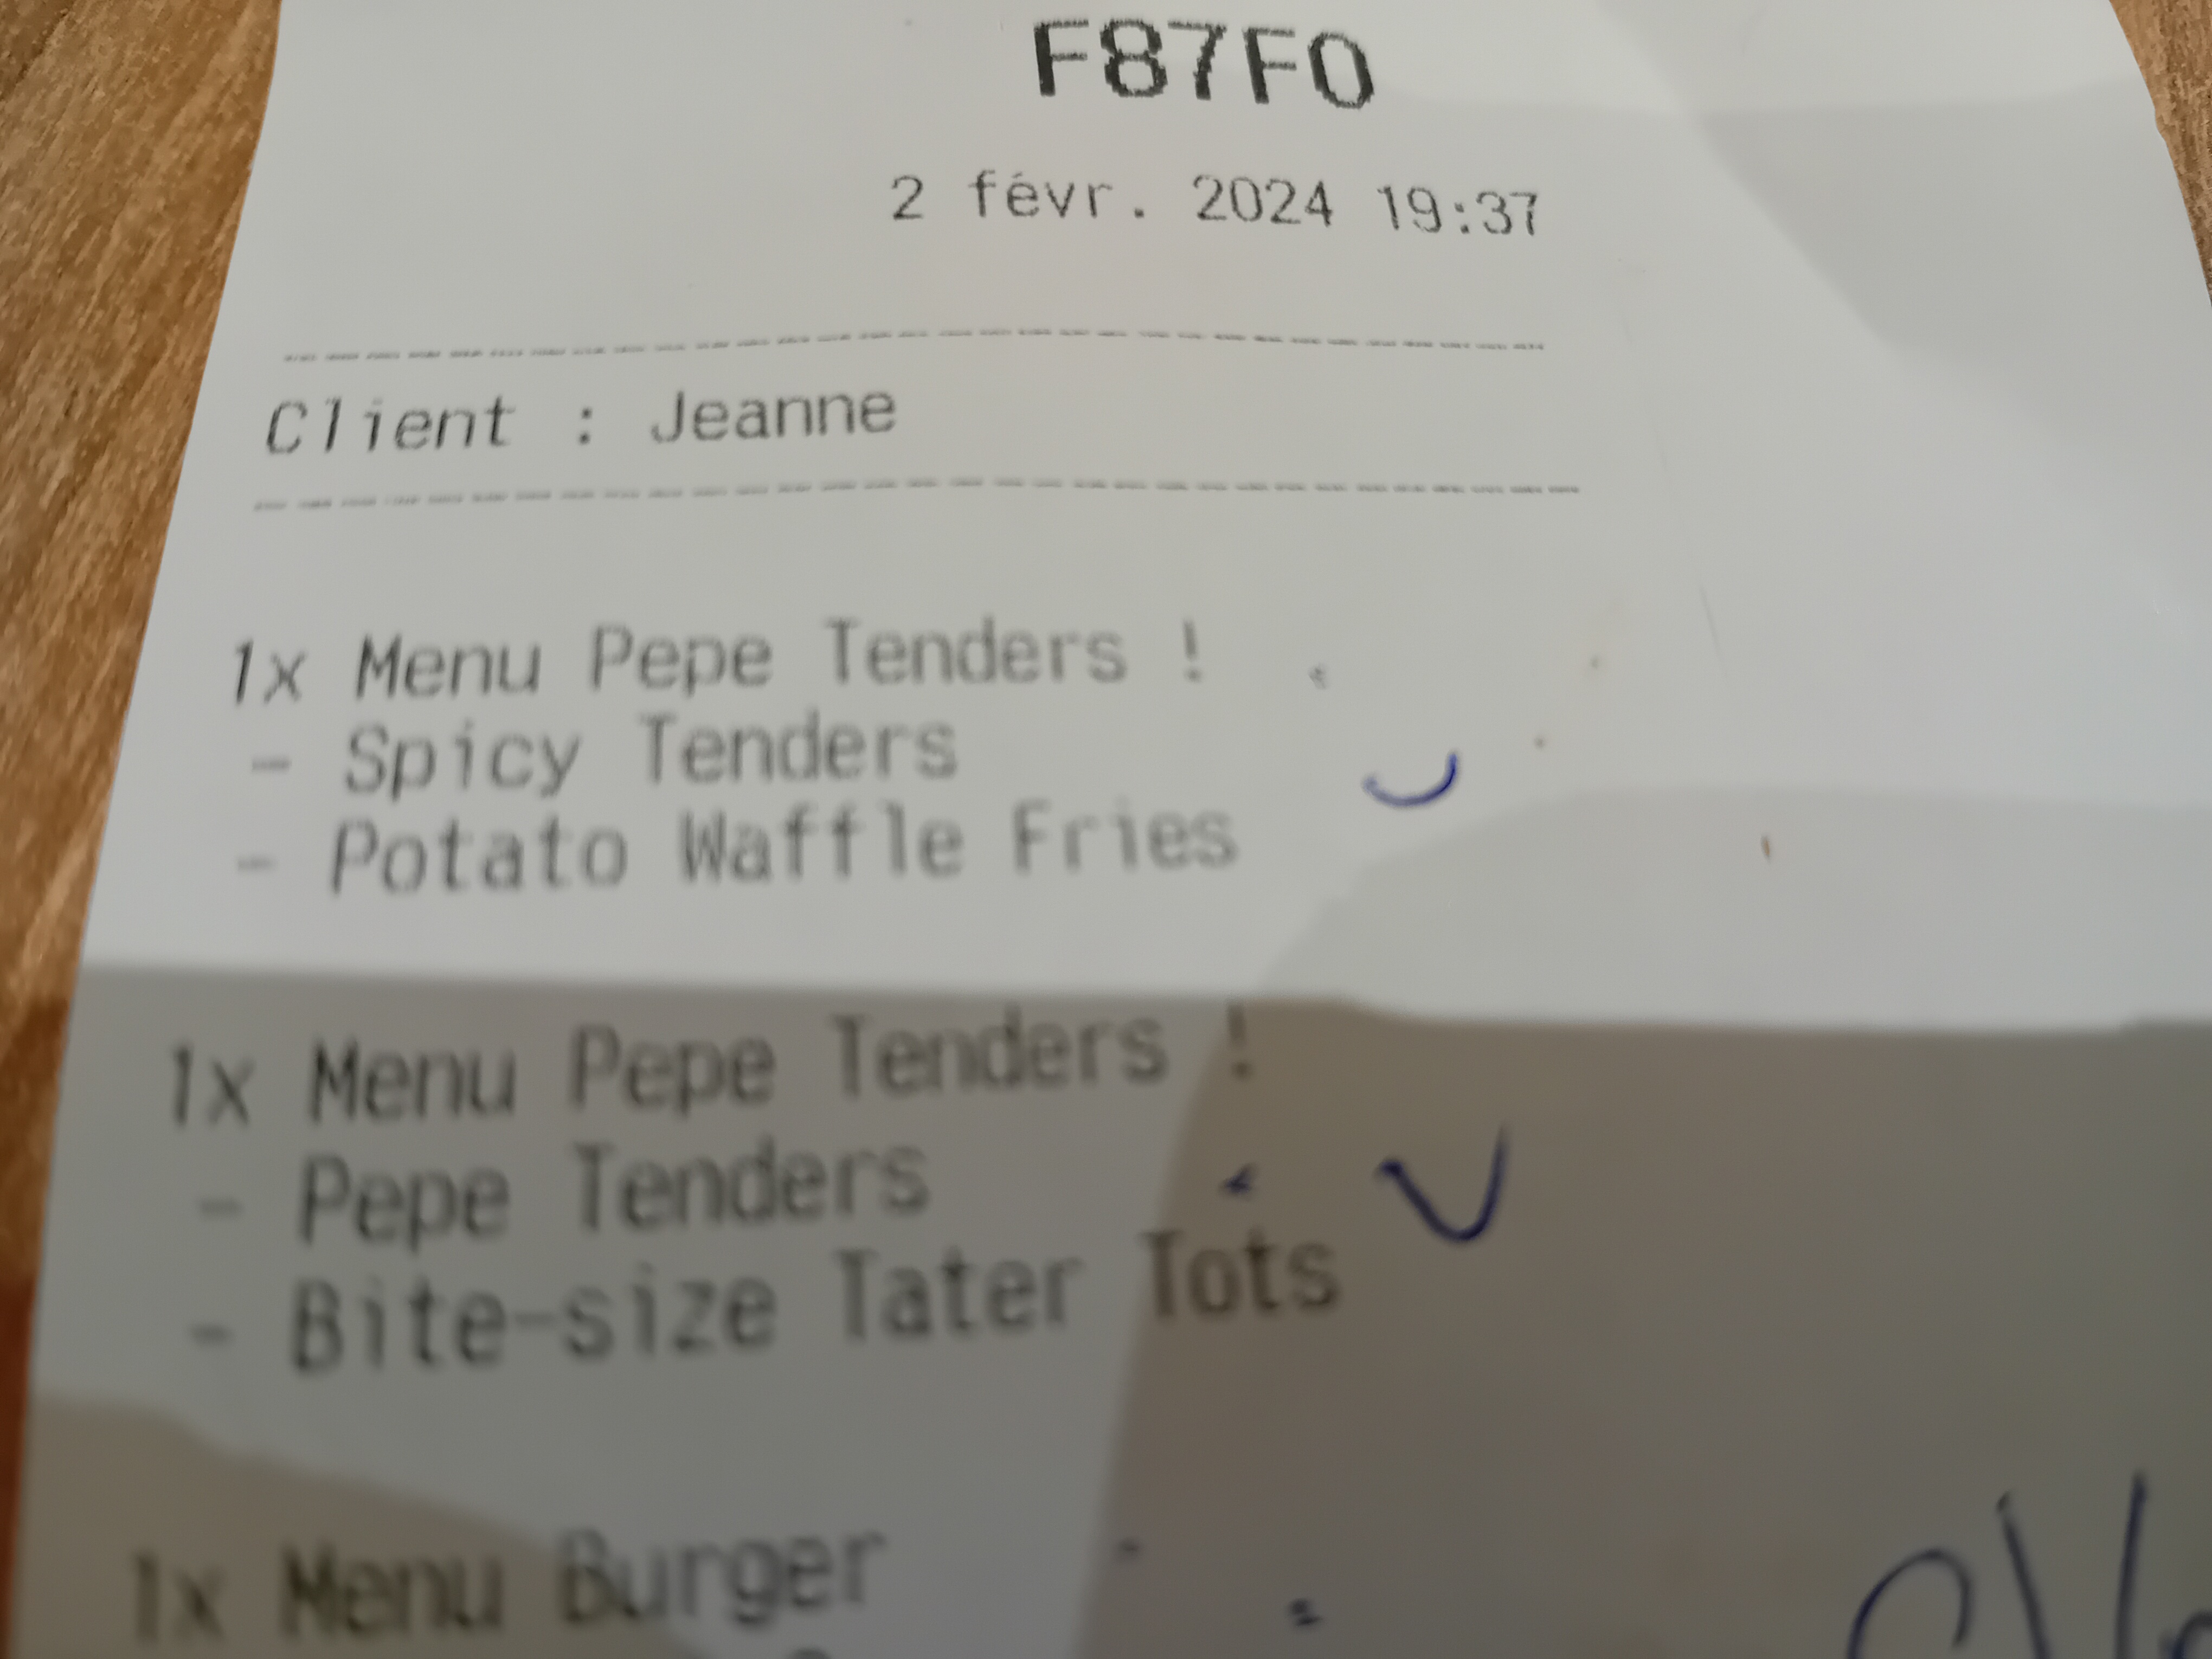 F87F0
2 févr. 2024 19:37
Client : Jeanne
1x Menu Pepe Tenders !
- Spicy Tenders
- Potato Waffle Fries
1x Menu Pepe Tenders !
- Pepe Tenders
- Bite-size Tater Tots
1x Menu Burger